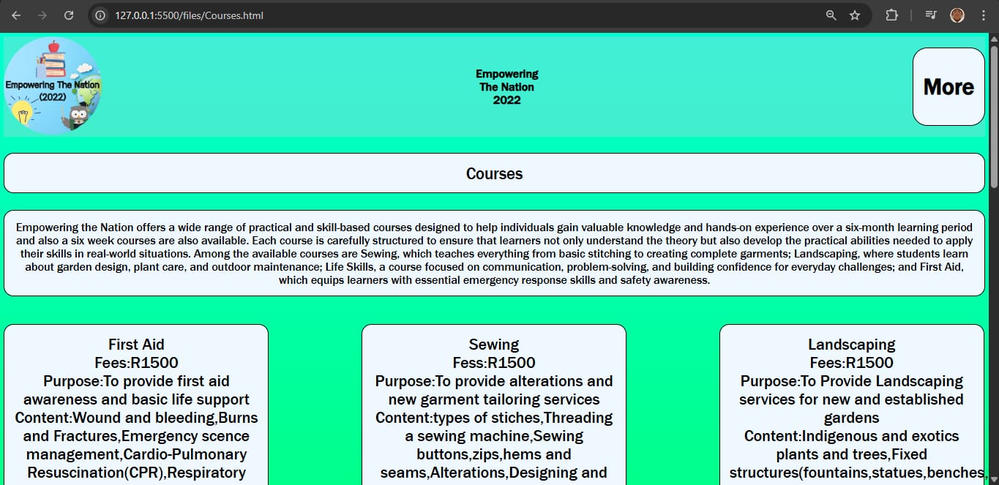 127.0.0.1:5500/files/Courses.html
Empowering The Nation
(2022)
Empowering
The Nation
2022
More
Courses
Empowering the Nation offers a wide range of practical and skill-based courses designed to help individuals gain valuable knowledge and hands-on experience over a six-month learning period
and also a six week courses are also available. Each course is carefully structured to ensure that learners not only understand the theory but also develop the practical abilities needed to apply
their skills in real-world situations. Among the available courses are Sewing, which teaches everything from basic stitching to creating complete garments; Landscaping, where students learn
about garden design, plant care, and outdoor maintenance; Life Skills, a course focused on communication, problem-solving, and building confidence for everyday challenges; and First Aid,
which equips learners with essential emergency response skills and safety awareness.
First Aid
Fees:R1500
Purpose:To provide first aid
awareness and basic life support
Content:Wound and bleeding,Burns
and Fractures,Emergency scence
management,Cardio-Pulmonary
Resuscination(CPR),Respiratory
Sewing
Fess:R1500
Purpose:To provide alterations and
new garment tailoring services
Content:types of stiches,Threading
a sewing machine,Sewing
buttons,zips,hems and
seams,Alterations,Designing and
Landscaping
Fees:R1500
Purpose:To Provide Landscaping
services for new and established
gardens
Content:Indigenous and exotics
plants and trees,Fixed
structures(fountains,statues,benches,